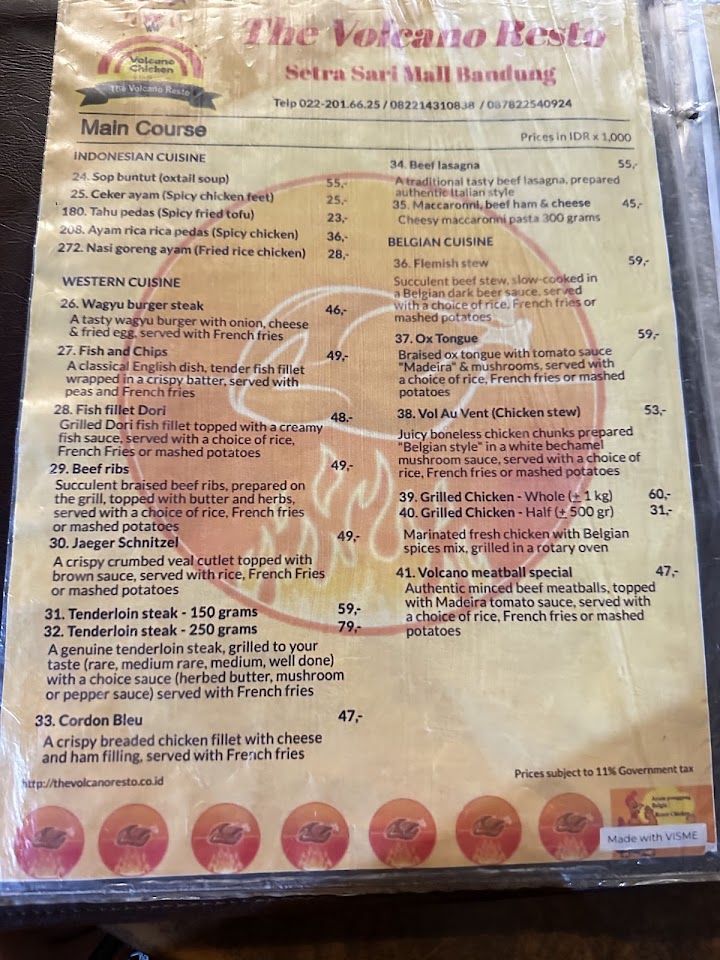 Volcano
Chicken
The Volcano Resto
The Volcano Resto
Setra Sari Mall Bandung
Telp 022-201.66.25 / 082214310838 / 087822540924
Main Course
Prices in IDR x 1,000
INDONESIAN CUISINE
24. Sop buntut (oxtail soup) 55,-
25. Ceker ayam (Spicy chicken feet) 25,-
180. Tahu pedas (Spicy fried tofu) 23,-
208. Ayam rica rica pedas (Spicy chicken) 36,-
272. Nasi goreng ayam (Fried rice chicken) 28,-
WESTERN CUISINE
26. Wagyu burger steak 46,-
A tasty wagyu burger with onion, cheese
& fried egg, served with French fries
27. Fish and Chips 49,-
A classical English dish, tender fish fillet
wrapped in a crispy batter, served with
peas and French fries
28. Fish fillet Dori 48,-
Grilled Dori fish fillet topped with a creamy
fish sauce, served with a choice of rice,
French Fries or mashed potatoes
29. Beef ribs 49,-
Succulent braised beef ribs, prepared on
the grill, topped with butter and herbs,
served with a choice of rice, French fries
or mashed potatoes
30. Jaeger Schnitzel 49,-
A crispy crumbed veal cutlet topped with
brown sauce, served with rice, French Fries
or mashed potatoes
31. Tenderloin steak - 150 grams 59,-
32. Tenderloin steak - 250 grams 79,-
A genuine tenderloin steak, grilled to your
taste (rare, medium rare, medium, well done)
with a choice sauce (herbed butter, mushroom
or pepper sauce) served with French fries
33. Cordon Bleu 47,-
A crispy breaded chicken fillet with cheese
and ham filling, served with French fries
34. Beef lasagna 55,-
A traditional tasty beef lasagna, prepared
authentic Italian style
35. Maccaronni, beef ham & cheese 45,-
Cheesy maccaronni pasta 300 grams
BELGIAN CUISINE
36. Flemish stew 59,-
Succulent beef stew, slow-cooked in
a Belgian dark beer sauce, served
with a choice of rice, French fries or
mashed potatoes
37. Ox Tongue 59,-
Braised ox tongue with tomato sauce
"Madeira" & mushrooms, served with
a choice of rice, French fries or mashed
potatoes
38. Vol Au Vent (Chicken stew) 53,-
Juicy boneless chicken chunks prepared
"Belgian style" in a white bechamel
mushroom sauce, served with a choice of
rice, French fries or mashed potatoes
39. Grilled Chicken - Whole (± 1 kg) 60,-
40. Grilled Chicken - Half (± 500 gr) 31,-
Marinated fresh chicken with Belgian
spices mix, grilled in a rotary oven
41. Volcano meatball special 47,-
Authentic minced beef meatballs, topped
with Madeira tomato sauce, served with
a choice of rice, French fries or mashed
potatoes
http://thevolcanoresto.co.id
Prices subject to 11% Government tax
Made with VISME